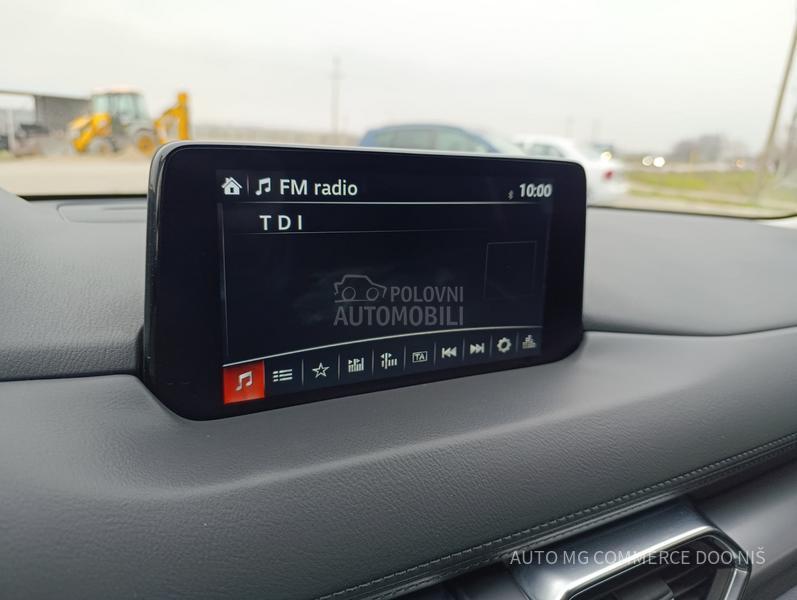 FM radio
10:00
TDI
POLOVNI
AUTOMOBILI
TA
AUTO MG COMMERCE DOO NIŠ